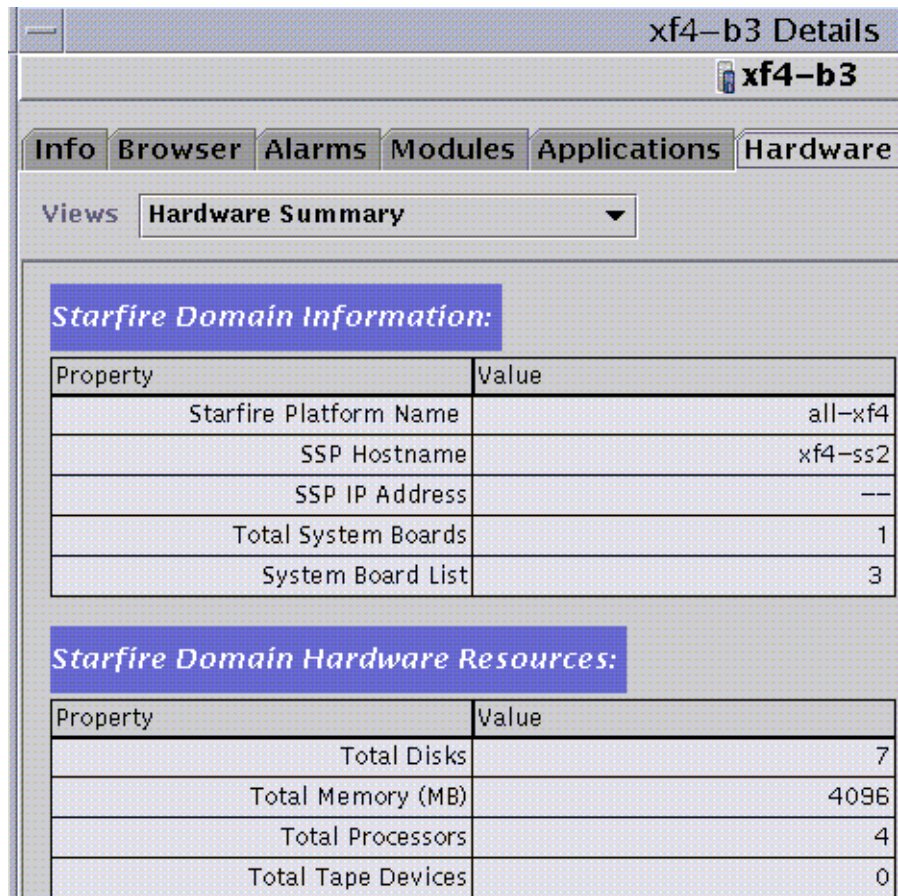 xf4−b3 Details
xf4−b3
Info Browser Alarms Modules Applications Hardware
Views Hardware Summary
Starfire Domain Information:
Property Value
Starfire Platform Name all−xf4
SSP Hostname xf4−ss2
SSP IP Address −−
Total System Boards 1
System Board List 3
Starfire Domain Hardware Resources:
Property Value
Total Disks 7
Total Memory (MB) 4096
Total Processors 4
Total Tape Devices 0